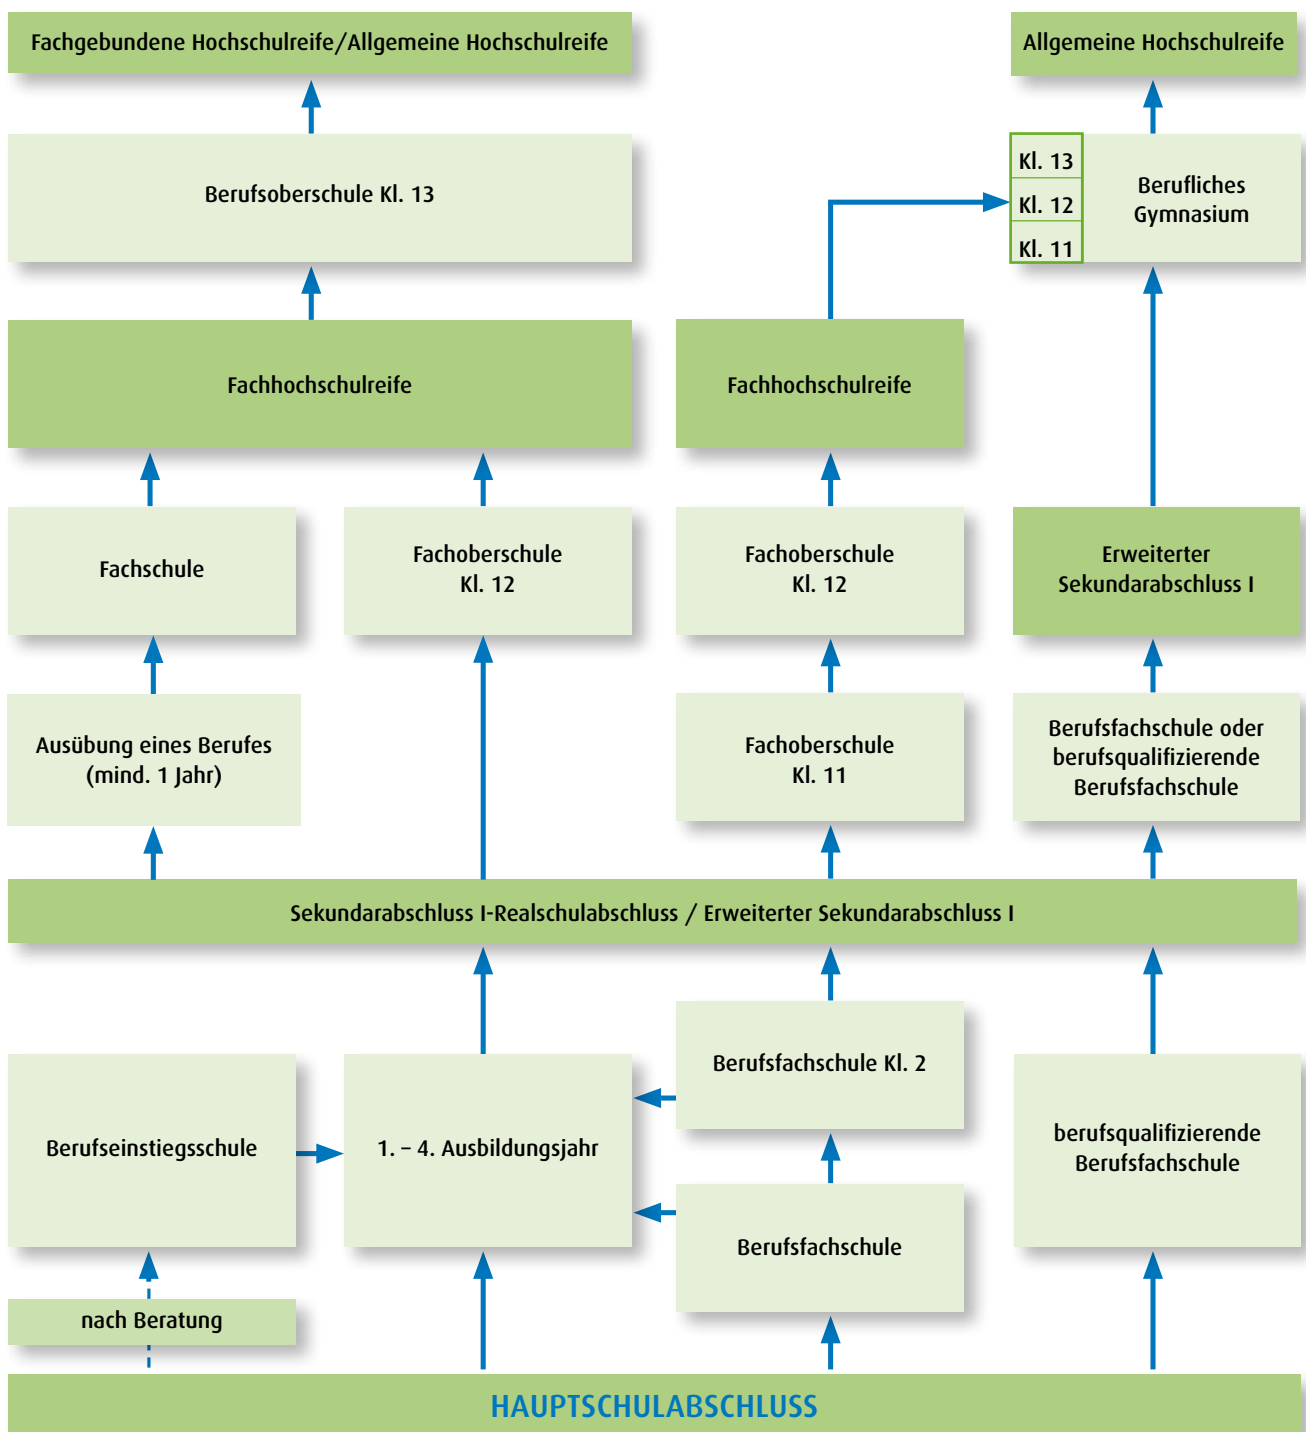 Fachgebundene Hochschulreife/Allgemeine Hochschulreife
Allgemeine Hochschulreife
Berufsoberschule Kl. 13
Kl. 13
Kl. 12
Kl. 11
Berufliches
Gymnasium
Fachhochschulreife
Fachhochschulreife
Fachschule
Fachoberschule
Kl. 12
Fachoberschule
Kl. 12
Erweiterter
Sekundarabschluss I
Ausübung eines Berufes
(mind. 1 Jahr)
Fachoberschule
Kl. 11
Berufsfachschule oder
berufsqualifizierende
Berufsfachschule
Sekundarabschluss I-Realschulabschluss / Erweiterter Sekundarabschluss I
Berufseinstiegsschule
1. – 4. Ausbildungsjahr
Berufsfachschule Kl. 2
Berufsfachschule
berufsqualifizierende
Berufsfachschule
nach Beratung
HAUPTSCHULABSCHLUSS